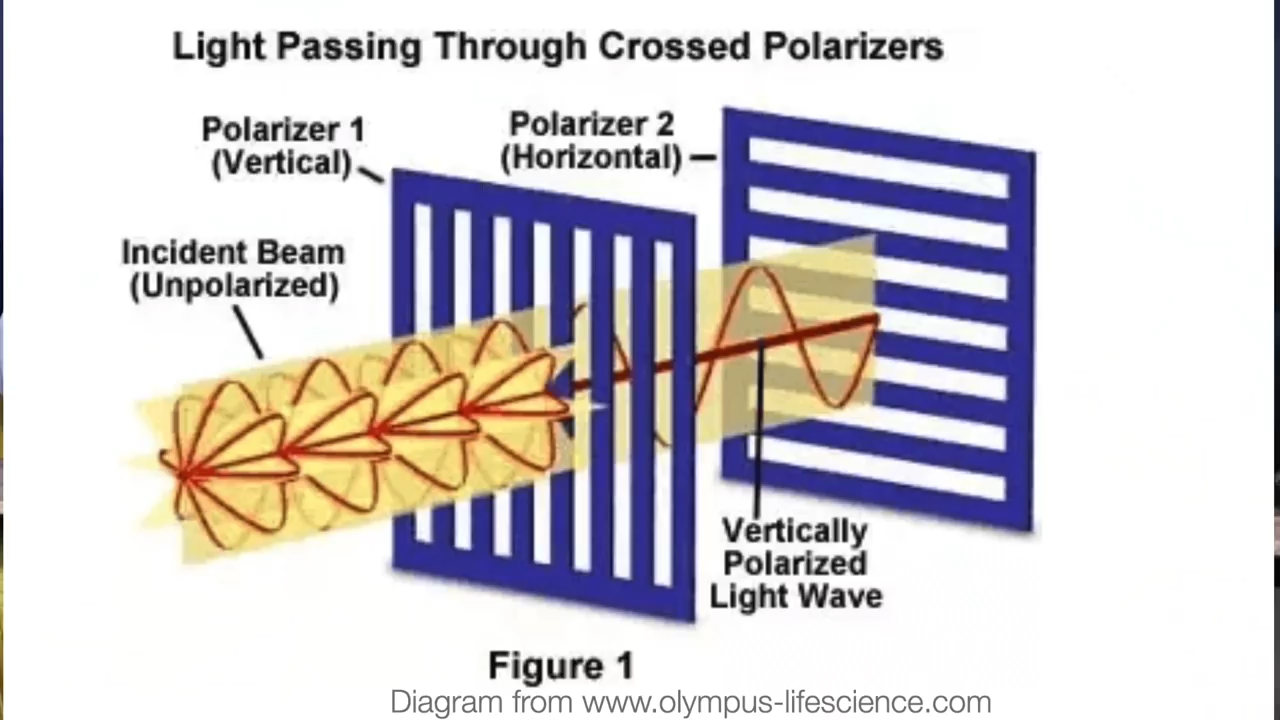 Light Passing Through Crossed Polarizers
Polarizer 1
(Vertical)
Polarizer 2
(Horizontal)
Incident Beam
(Unpolarized)
Vertically
Polarized
Light Wave
Figure 1
Diagram from www.olympus-lifescience.com